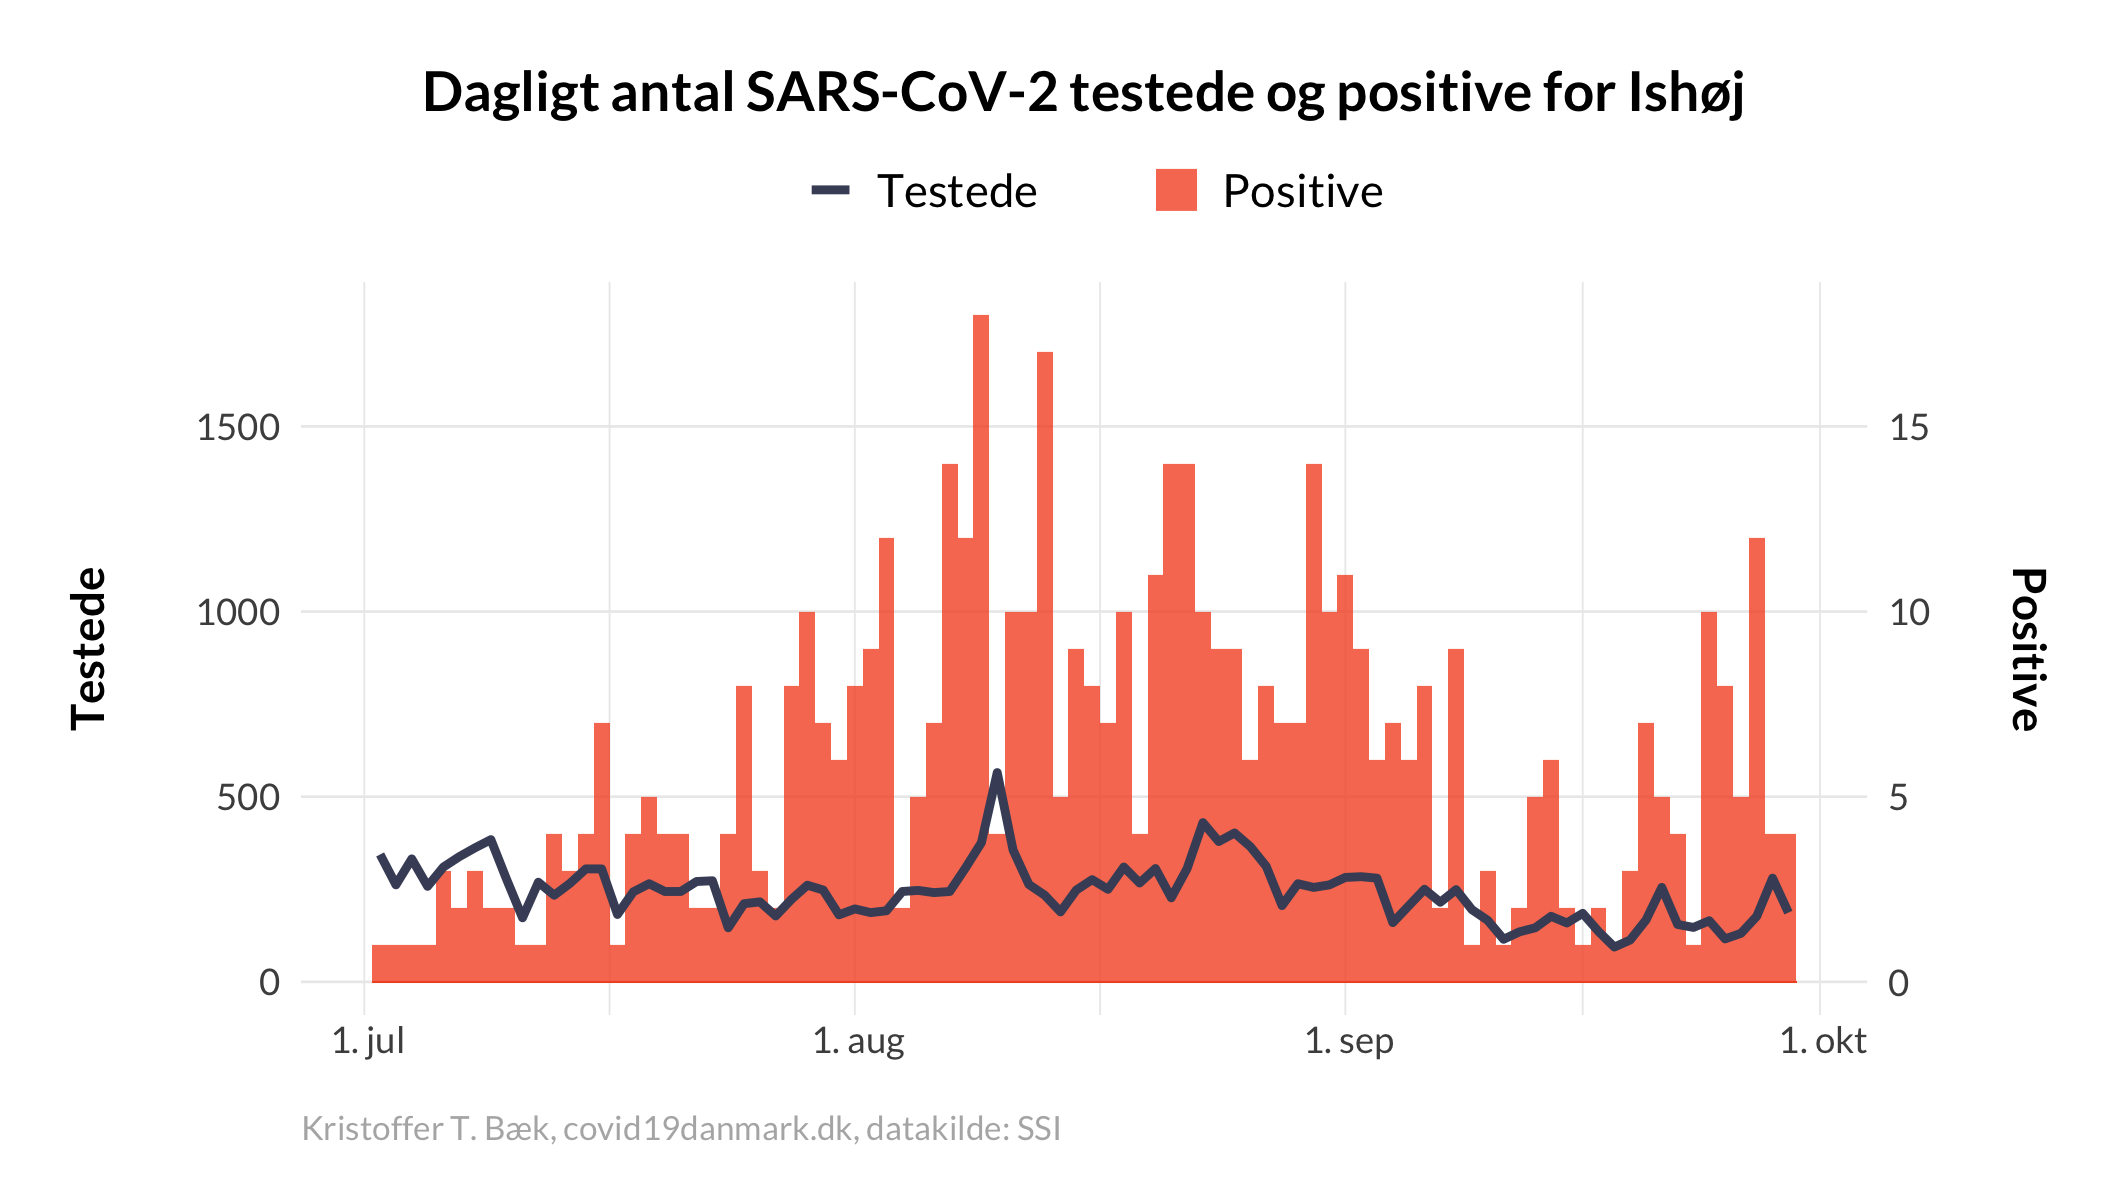 Dagligt antal SARS-CoV-2 testede og positive for Ishøj
Testede
Positive
1500
1000
500
0
15
10
5
0
Testede
Positive
1. jul
1. aug
1. sep
1. okt
Kristoffer T. Bæk, covid19danmark.dk, datakilde: SSI